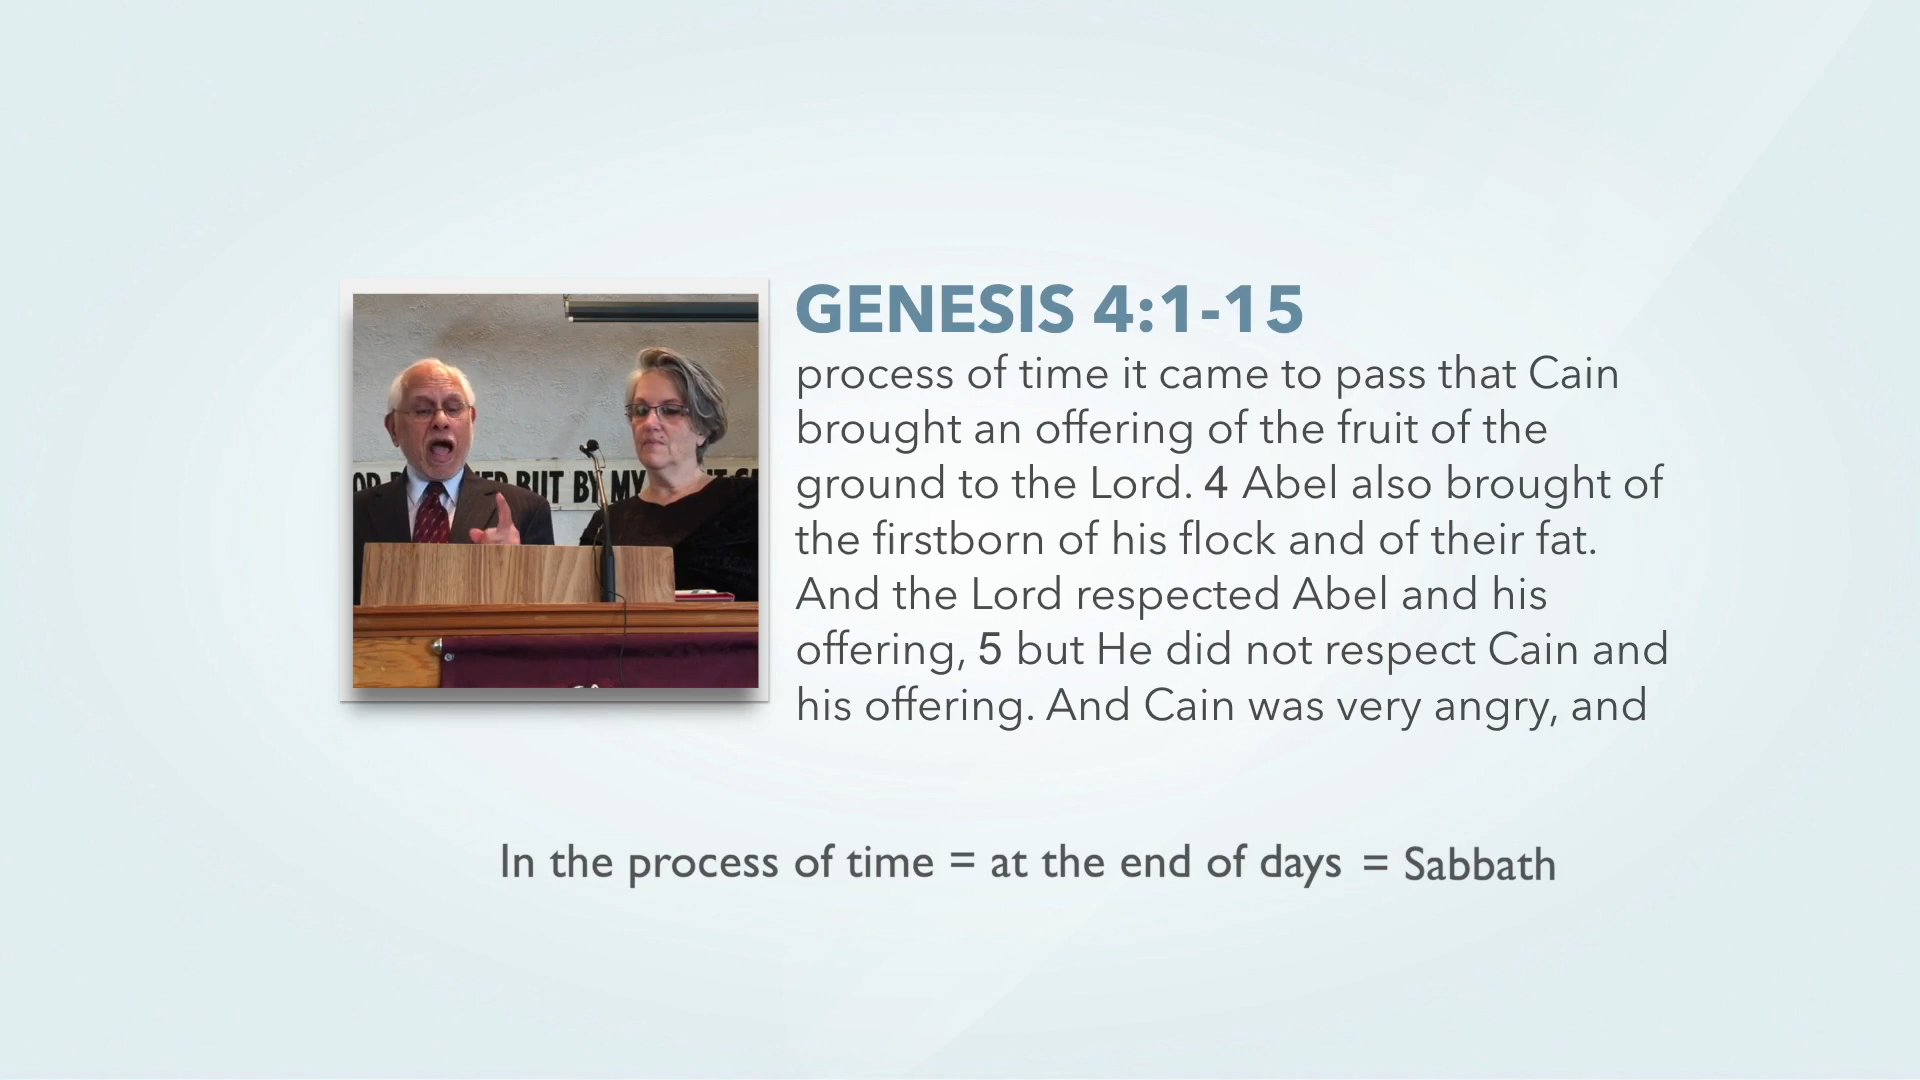 GENESIS 4:1-15
process of time it came to pass that Cain
brought an offering of the fruit of the
ground to the Lord. 4 Abel also brought of
the firstborn of his flock and of their fat.
And the Lord respected Abel and his
offering, 5 but He did not respect Cain and
his offering. And Cain was very angry, and
BUT BY MY
In the process of time = at the end of days = Sabbath